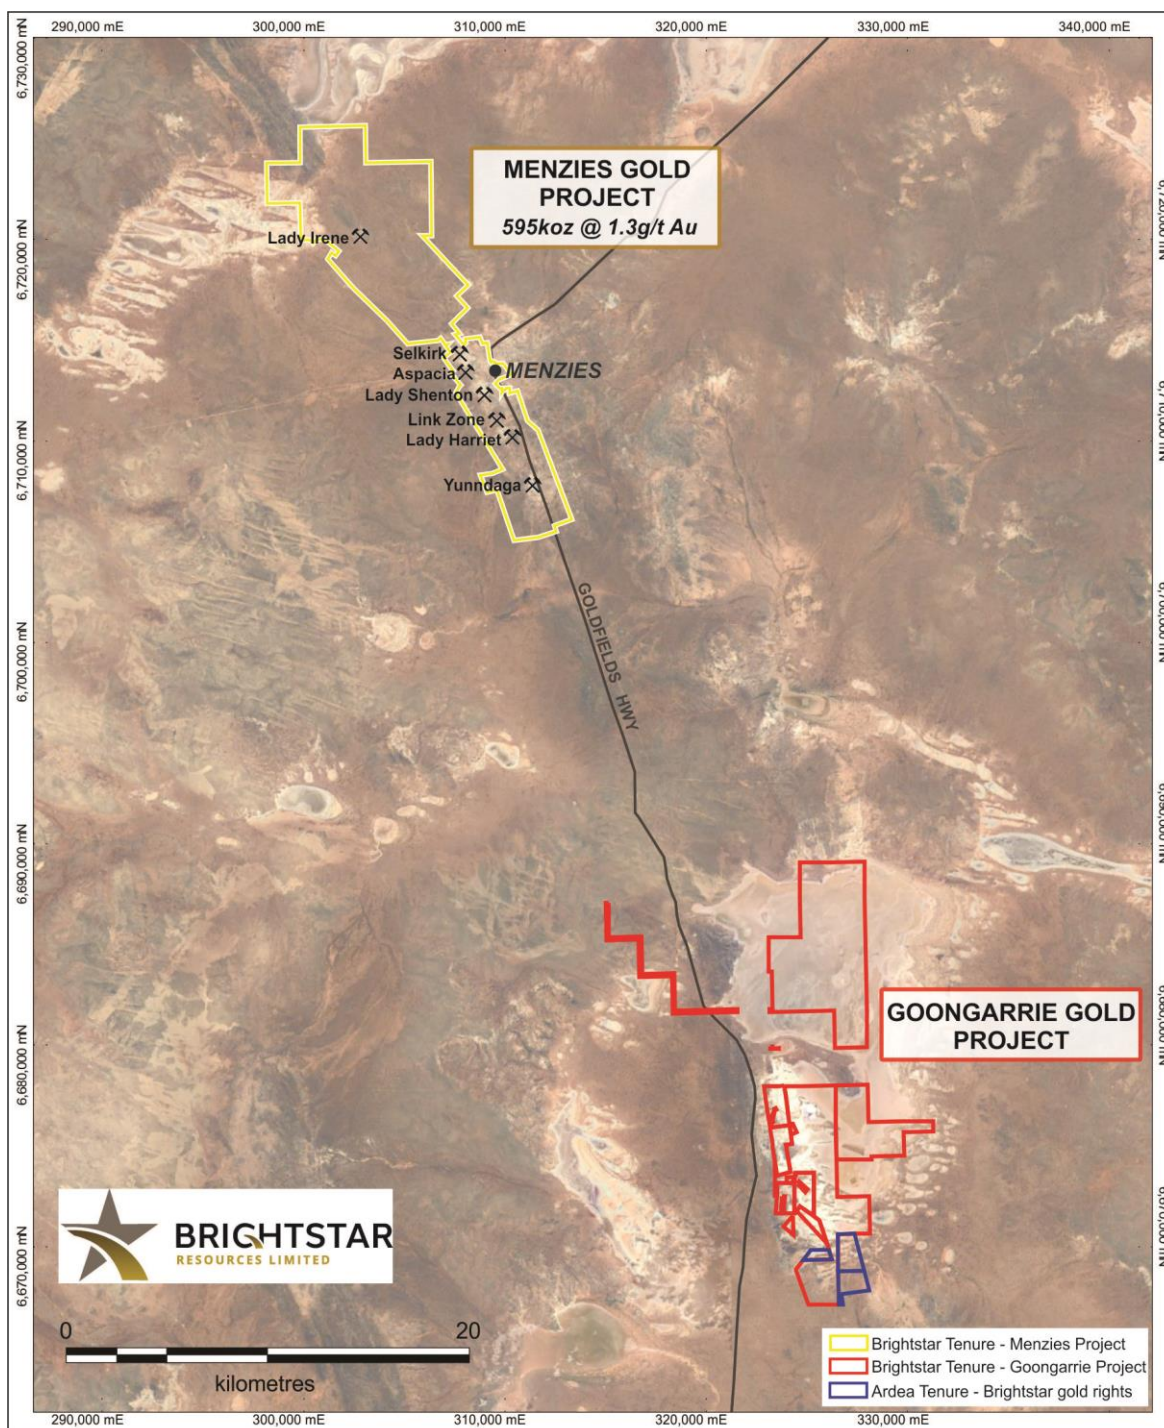 290,000 mE
300,000 mE
310,000 mE
320,000 mE
330,000 mE
340,000 mE
6,730,000 mN
6,720,000 mN
6,710,000 mN
6,700,000 mN
6,690,000 mN
6,680,000 mN
6,670,000 mN
MENZIES GOLD
PROJECT
595koz @ 1.3g/t Au
Lady Irene
Selkirk
Aspacia
MENZIES
Lady Shenton
Link Zone
Lady Harriet
Yunndaga
GOLDFIELDS HWY
GOONGARRIE GOLD
PROJECT
BRIGHTSTAR
RESOURCES LIMITED
0
20
kilometres
Brightstar Tenure - Menzies Project
Brightstar Tenure - Goongarrie Project
Ardea Tenure - Brightstar gold rights
290,000 mE
300,000 mE
310,000 mE
320,000 mE
330,000 mE